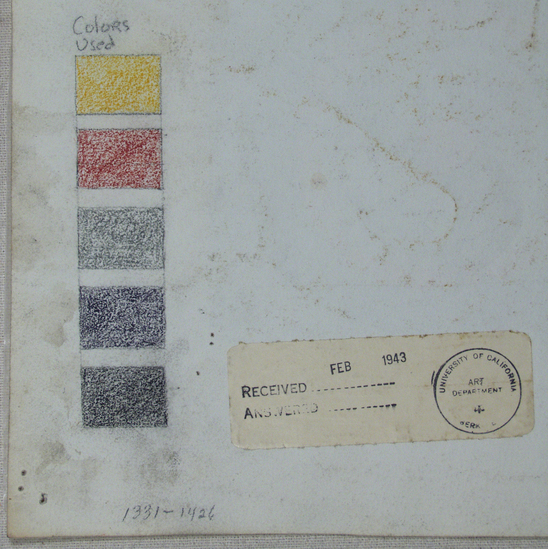 Colors
Used
FEB 1943
RECEIVED
ANSWERED
UNIVERSITY OF CALIFORNIA
ART
DEPARTMENT
1331-1426